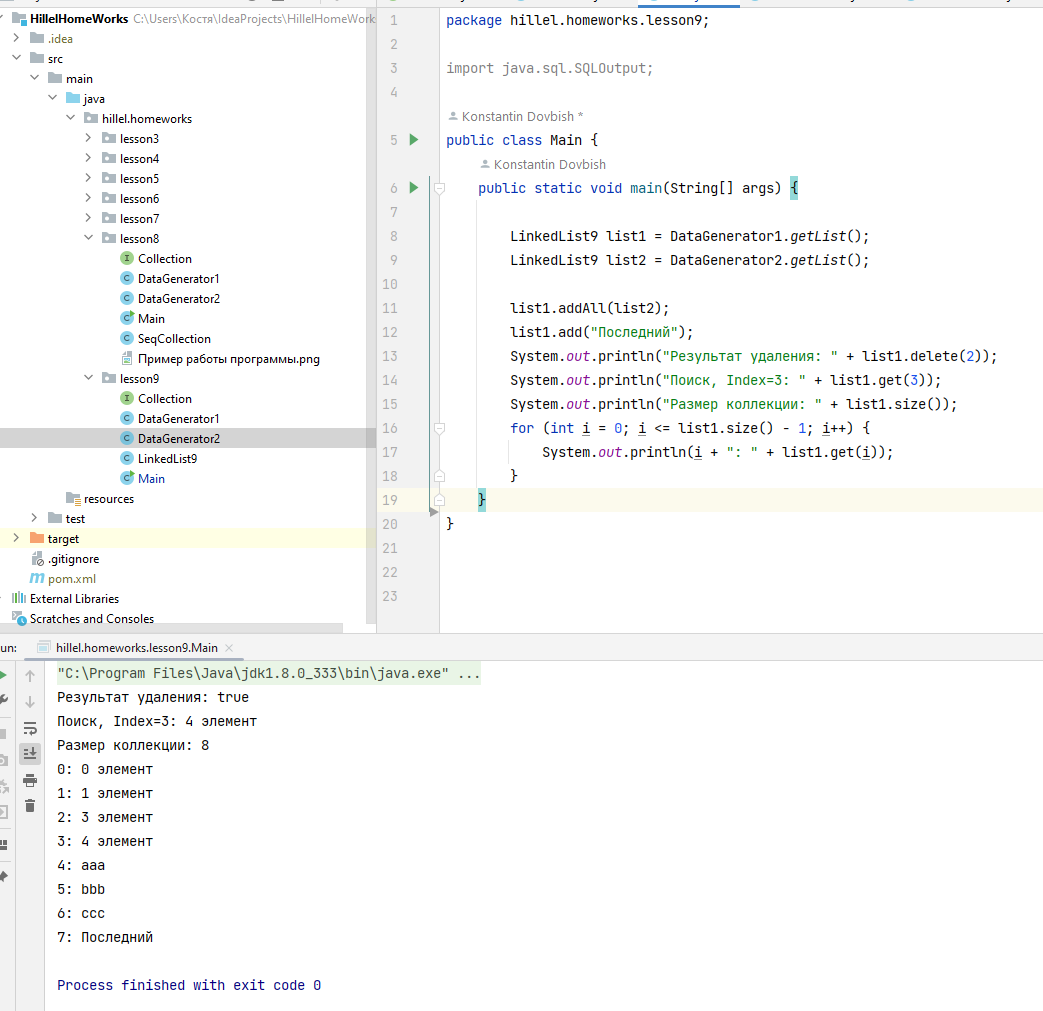 HillelHomeWorks C:\Users\Костя\IdeaProjects\HillelHomeWork
.idea
src
main
java
hillel.homeworks
lesson3
lesson4
lesson5
lesson6
lesson7
lesson8
Collection
DataGenerator1
DataGenerator2
Main
SeqCollection
Пример работы программы.png
lesson9
Collection
DataGenerator1
DataGenerator2
LinkedList9
Main
resources
test
target
.gitignore
pom.xml
External Libraries
Scratches and Consoles
1 package hillel.homeworks.lesson9;
2
3 import java.sql.SQLOutput;
4
Konstantin Dovbish *
5 public class Main {
Konstantin Dovbish
6 public static void main(String[] args) {
7
8 LinkedList9 list1 = DataGenerator1.getList();
9 LinkedList9 list2 = DataGenerator2.getList();
10
11 list1.addAll(list2);
12 list1.add("Последний");
13 System.out.println("Результат удаления: " + list1.delete(2));
14 System.out.println("Поиск, Index=3: " + list1.get(3));
15 System.out.println("Размер коллекции: " + list1.size());
16 for (int i = 0; i <= list1.size() - 1; i++) {
17 System.out.println(i + ": " + list1.get(i));
18 }
19 }
20 }
21
22
23
un: hillel.homeworks.lesson9.Main
"C:\Program Files\Java\jdk1.8.0_333\bin\java.exe" ...
Результат удаления: true
Поиск, Index=3: 4 элемент
Размер коллекции: 8
0: 0 элемент
1: 1 элемент
2: 3 элемент
3: 4 элемент
4: aaa
5: bbb
6: ccc
7: Последний
Process finished with exit code 0